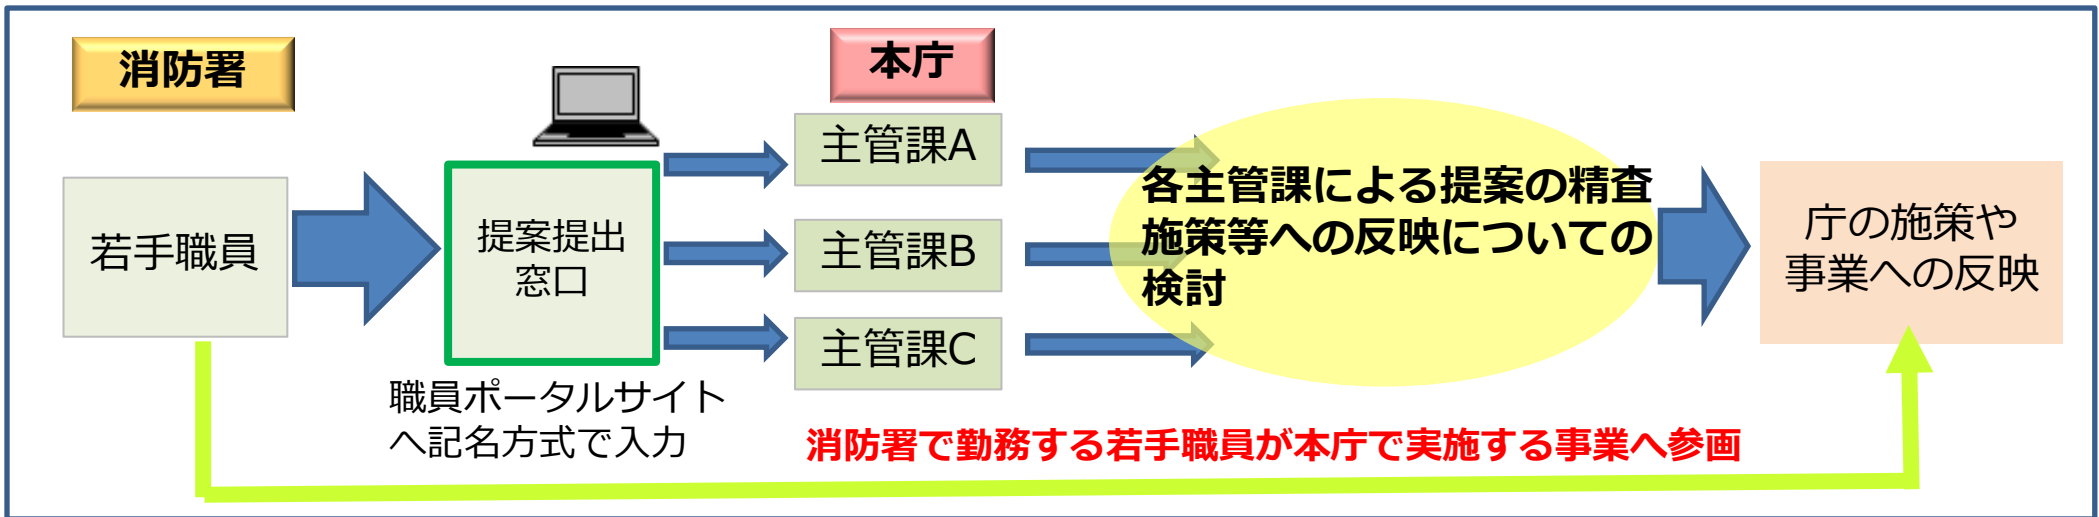 消防署
本庁
若手職員
提案提出
窓口
職員ポータルサイト
へ記名方式で入力
主管課A
主管課B
主管課C
各主管課による提案の精査
施策等への反映についての
検討
庁の施策や
事業への反映
消防署で勤務する若手職員が本庁で実施する事業へ参画